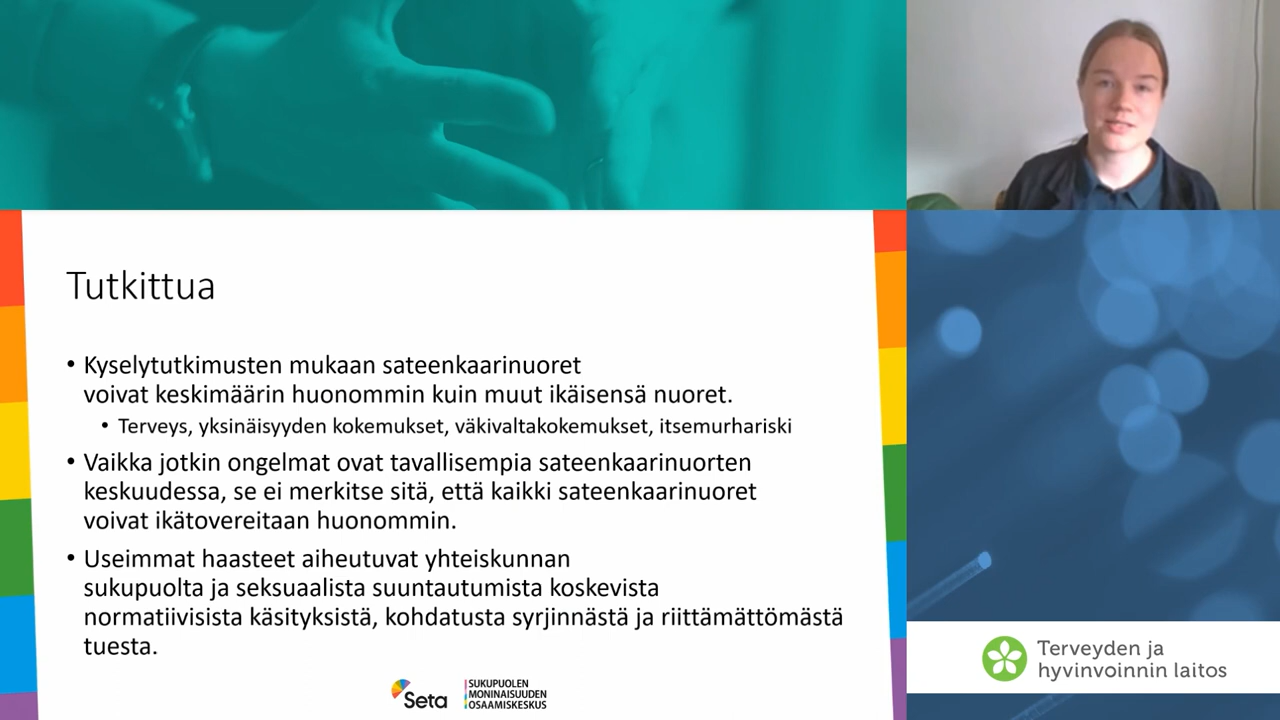 Tutkittua
• Kyselytutkimusten mukaan sateenkaarinuoret
voivat keskimäärin huonommin kuin muut ikäisensä nuoret.
• Terveys, yksinäisyyden kokemukset, väkivaltakokemukset, itsemurhariski
• Vaikka jotkin ongelmat ovat tavallisempia sateenkaarinuorten
keskuudessa, se ei merkitse sitä, että kaikki sateenkaarinuoret
voivat ikätovereitaan huonommin.
• Useimmat haasteet aiheutuvat yhteiskunnan
sukupuolta ja seksuaalista suuntautumista koskevista
normatiivisista käsityksistä, kohdatusta syrjinnästä ja riittämättömästä
tuesta.
Seta
SUKUPUOLEN
MONINAISUUDEN
OSAAMISKESKUS
Terveyden ja
hyvinvoinnin laitos